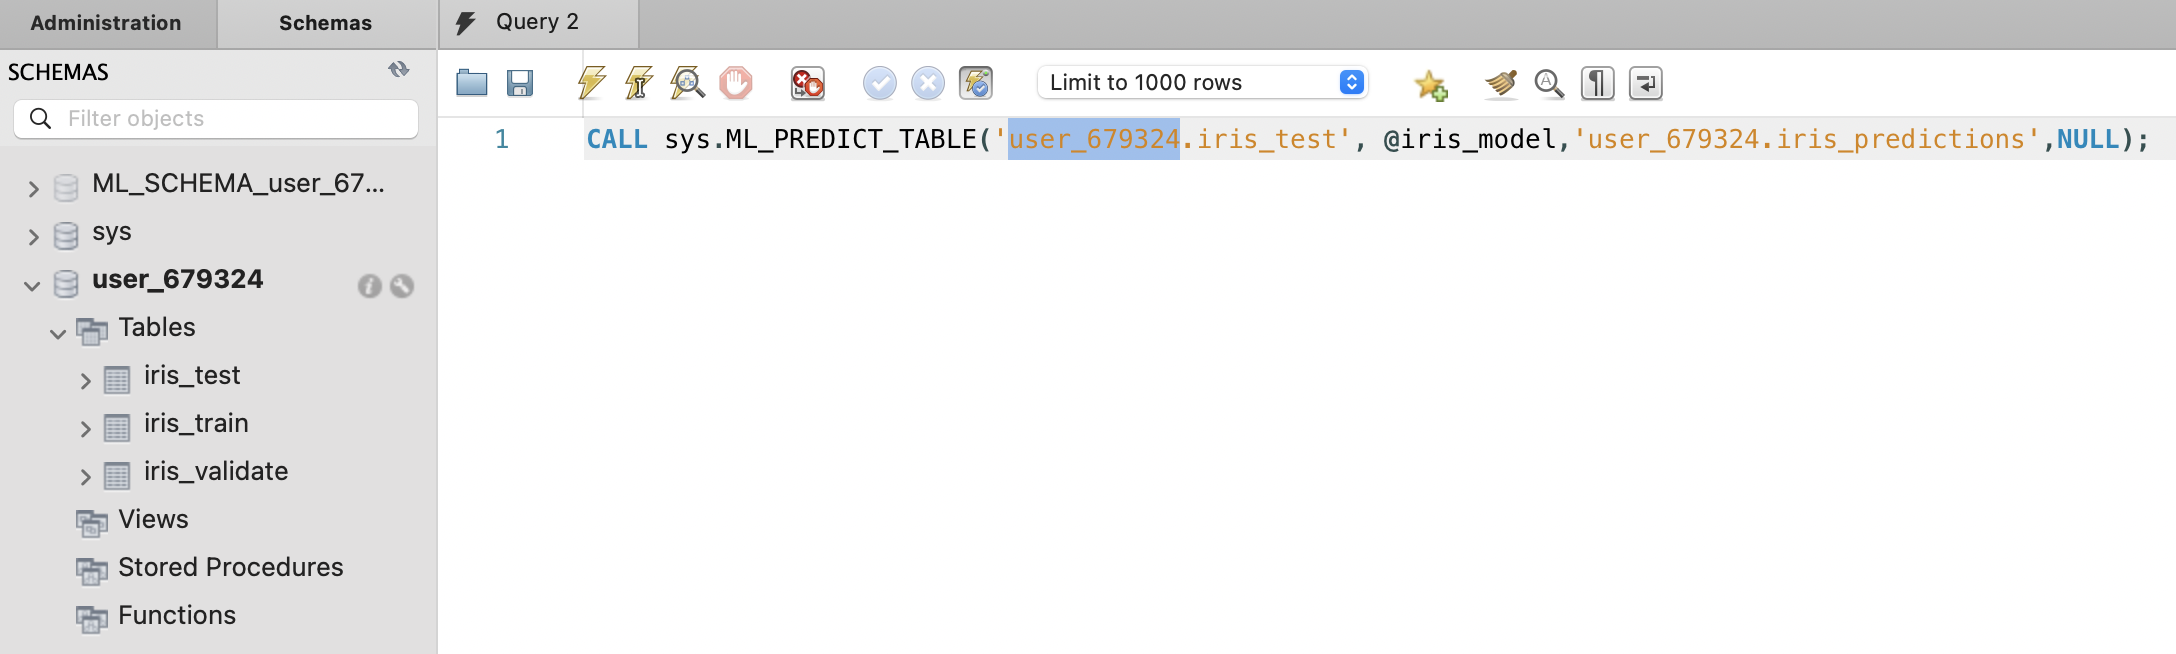 Administration
Schemas
Query 2
SCHEMAS
Filter objects
Limit to 1000 rows
1
CALL sys.ML_PREDICT_TABLE('user_679324.iris_test', @iris_model,'user_679324.iris_predictions',NULL);
ML_SCHEMA_user_67...
sys
user_679324
Tables
iris_test
iris_train
iris_validate
Views
Stored Procedures
Functions